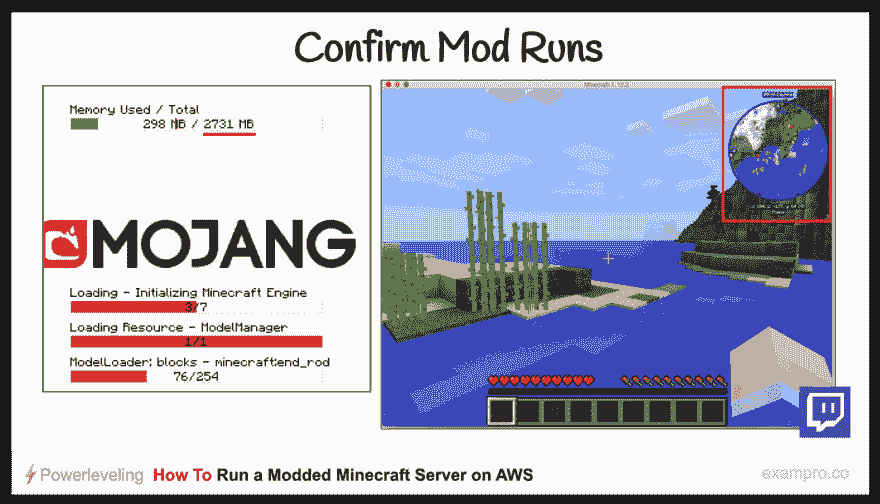 Confirm Mod Runs
Memory Used / Total
298 MB / 2731 MB
MOJANG
Loading - Initializing Minecraft Engine
3/7
Loading Resource - ModelManager
1/1
ModelLoader: blocks - minecraft:end_rod
76/254
Powerleveling How To Run a Modded Minecraft Server on AWS
exampro.co